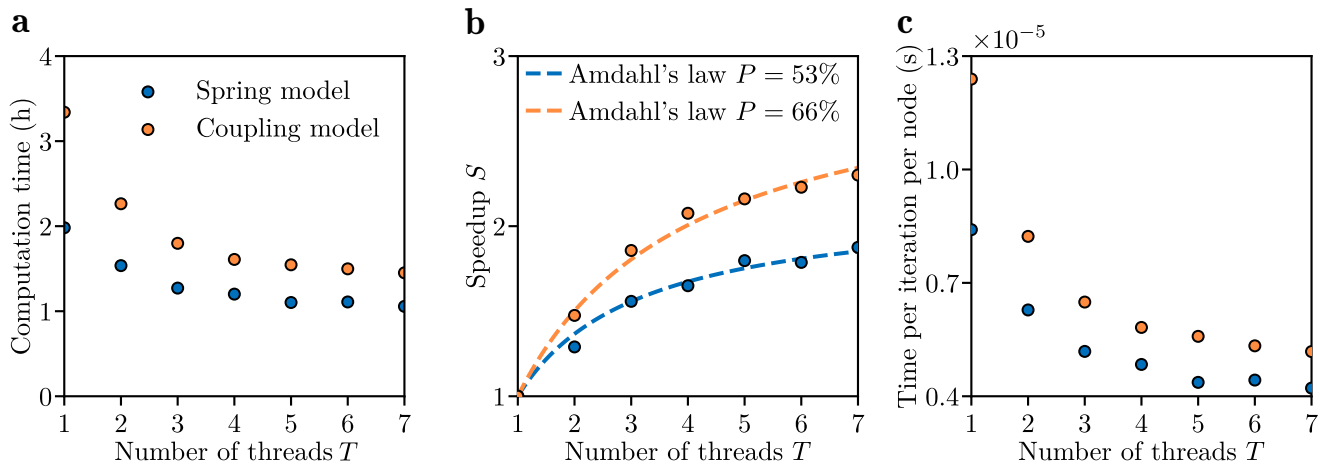 a
4
3
2
1
0
Computation time (h)
Spring model
Coupling model
1 2 3 4 5 6 7
Number of threads T
b
3
2
1
Speedup S
Amdahl's law P = 53%
Amdahl's law P = 66%
1 2 3 4 5 6 7
Number of threads T
c
×10⁻⁵
1.3
1.0
0.7
0.4
Time per iteration per node (s)
1 2 3 4 5 6 7
Number of threads T